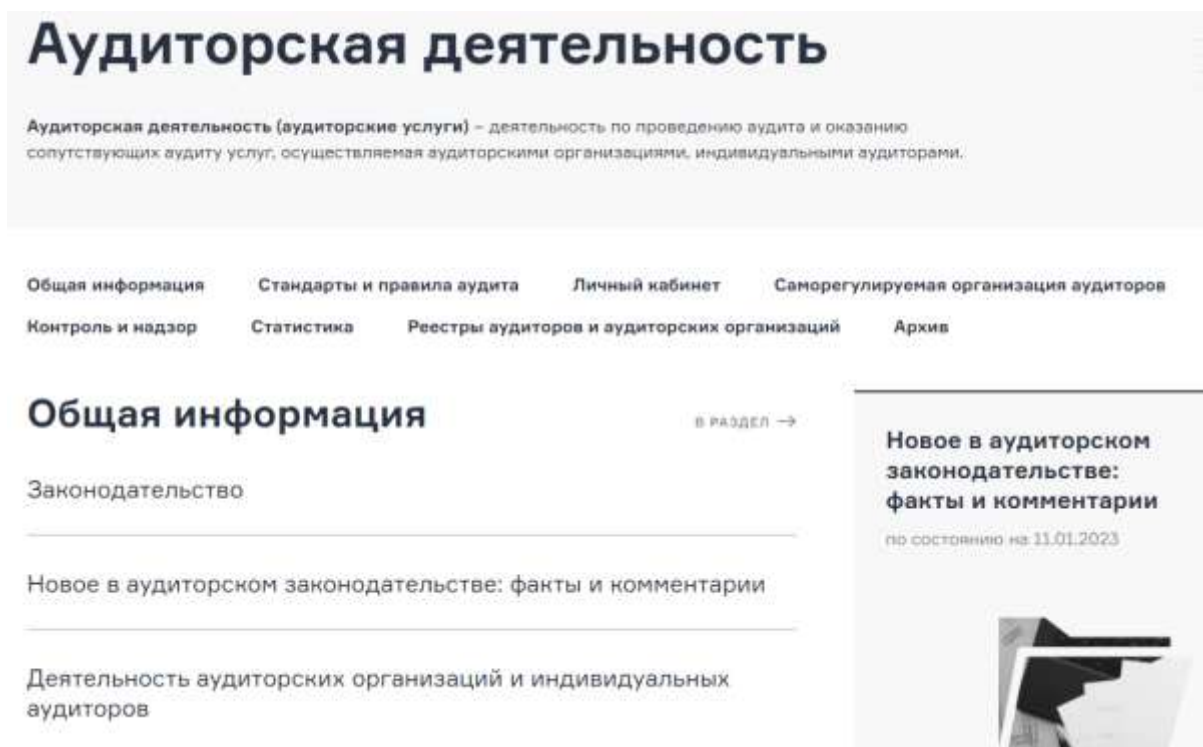 Аудиторская деятельность
Аудиторская деятельность (аудиторские услуги) – деятельность по проведению аудита и оказанию
сопутствующих аудиту услуг, осуществляемая аудиторскими организациями, индивидуальными аудиторами.
Общая информация Стандарты и правила аудита Личный кабинет Саморегулируемая организация аудиторов
Контроль и надзор Статистика Реестры аудиторов и аудиторских организаций Архив
Общая информация
В РАЗДЕЛ →
Законодательство
Новое в аудиторском законодательстве: факты и комментарии
Деятельность аудиторских организаций и индивидуальных
аудиторов
Новое в аудиторском
законодательстве:
факты и комментарии
по состоянию на 11.01.2023